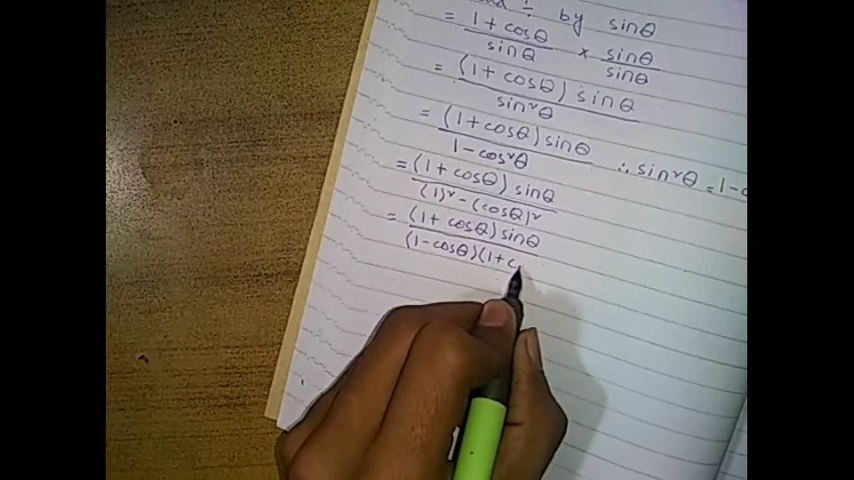 ÷ by sinθ
= 1 + cosθ / sinθ × sinθ / sinθ
= (1 + cosθ) sinθ / sin²θ
= (1 + cosθ) sinθ / 1 - cos²θ ∴ sin²θ = 1 -
= (1 + cosθ) sinθ / (1)² - (cosθ)²
= (1 + cosθ) sinθ / (1 - cosθ)(1 + c